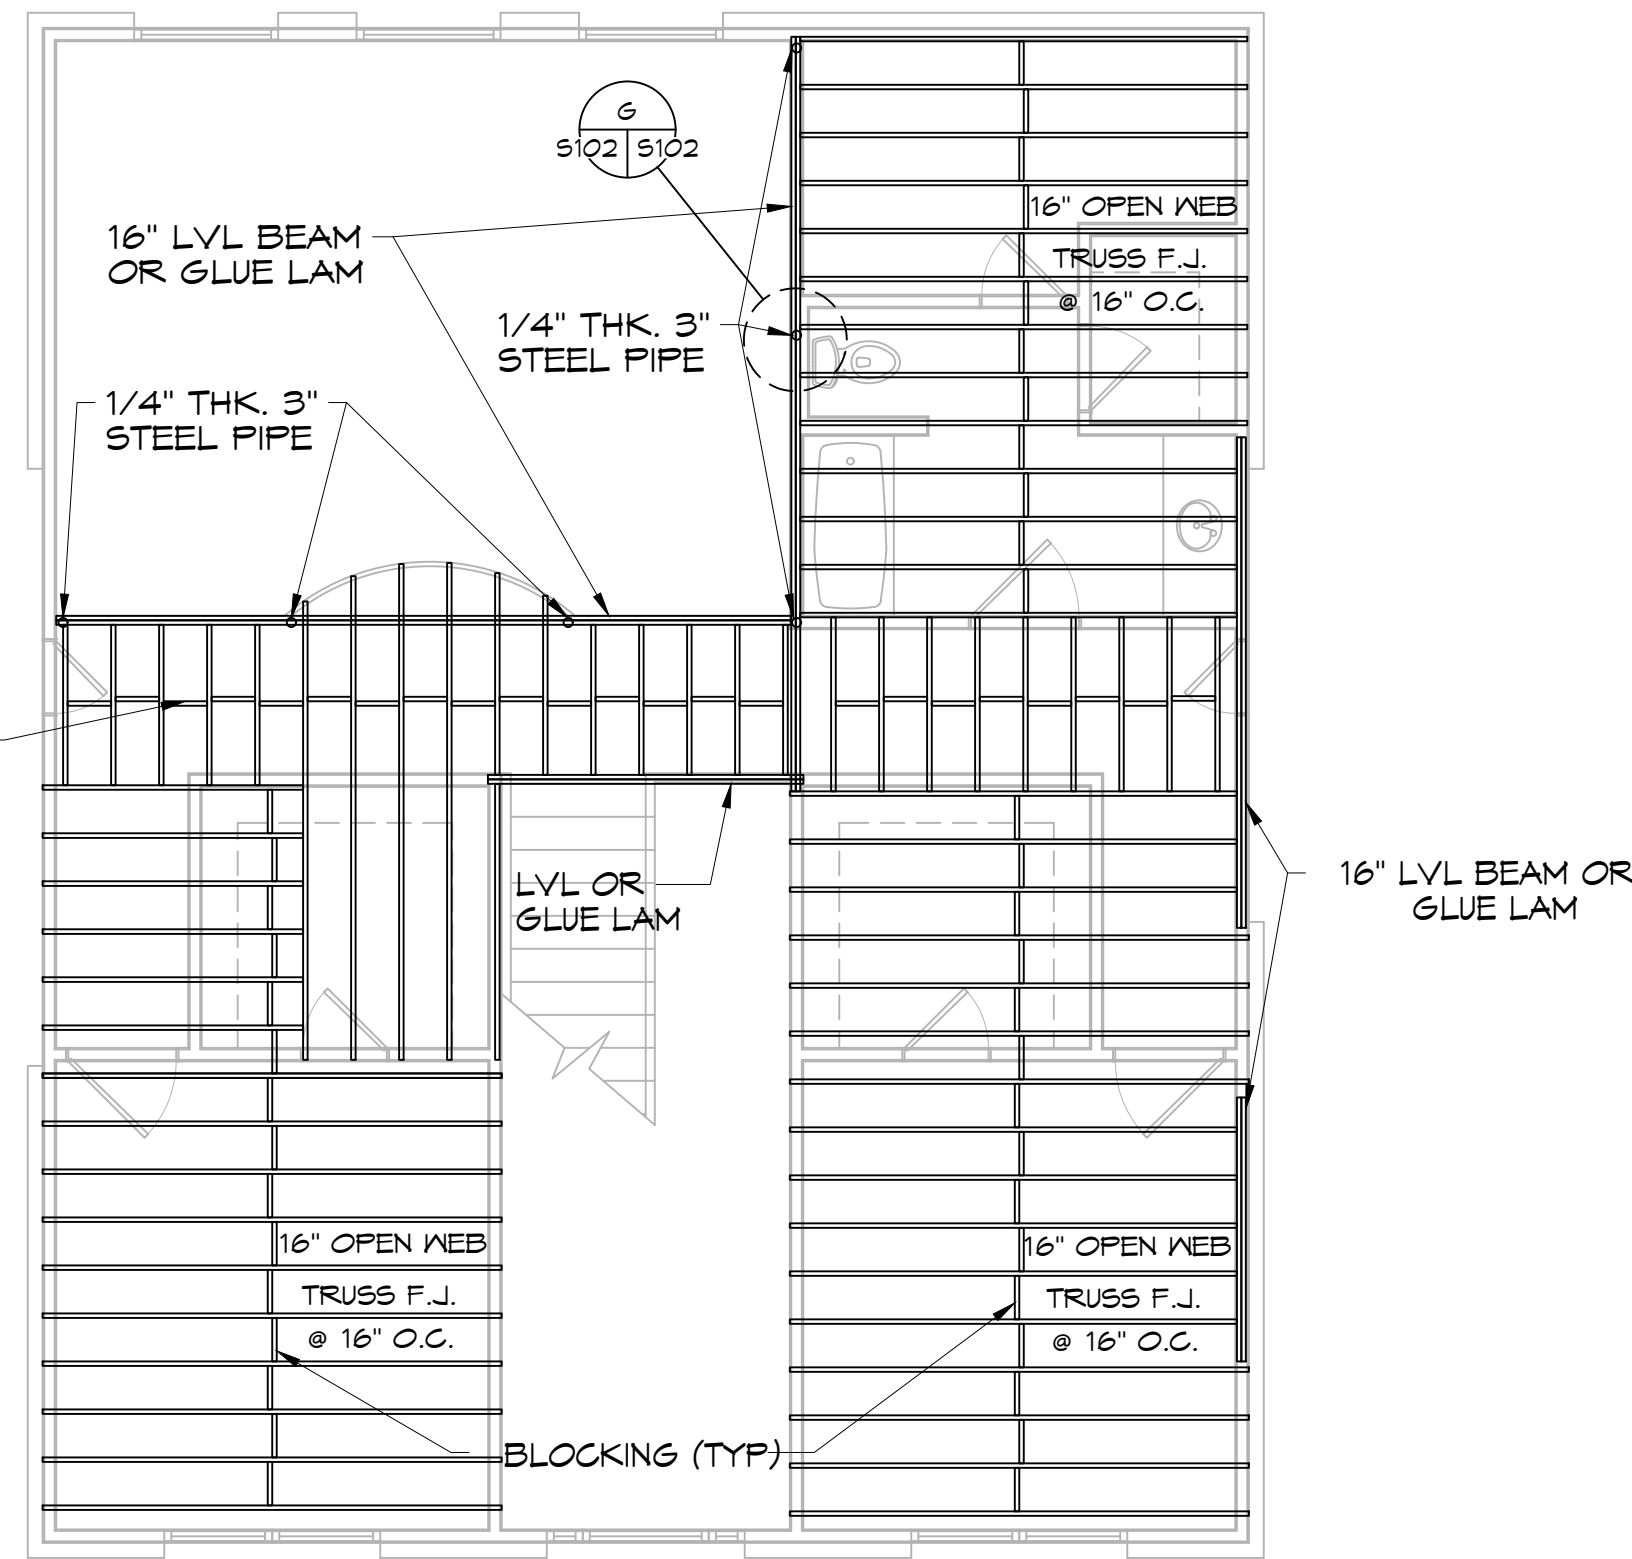 G
S102 S102
16" OPEN WEB
TRUSS F.J.
@ 16" O.C.
16" LVL BEAM
OR GLUE LAM
1/4" THK. 3"
STEEL PIPE
1/4" THK. 3"
STEEL PIPE
LVL OR
GLUE LAM
16" LVL BEAM OR
GLUE LAM
16" OPEN WEB
TRUSS F.J.
@ 16" O.C.
16" OPEN WEB
TRUSS F.J.
@ 16" O.C.
BLOCKING (TYP)